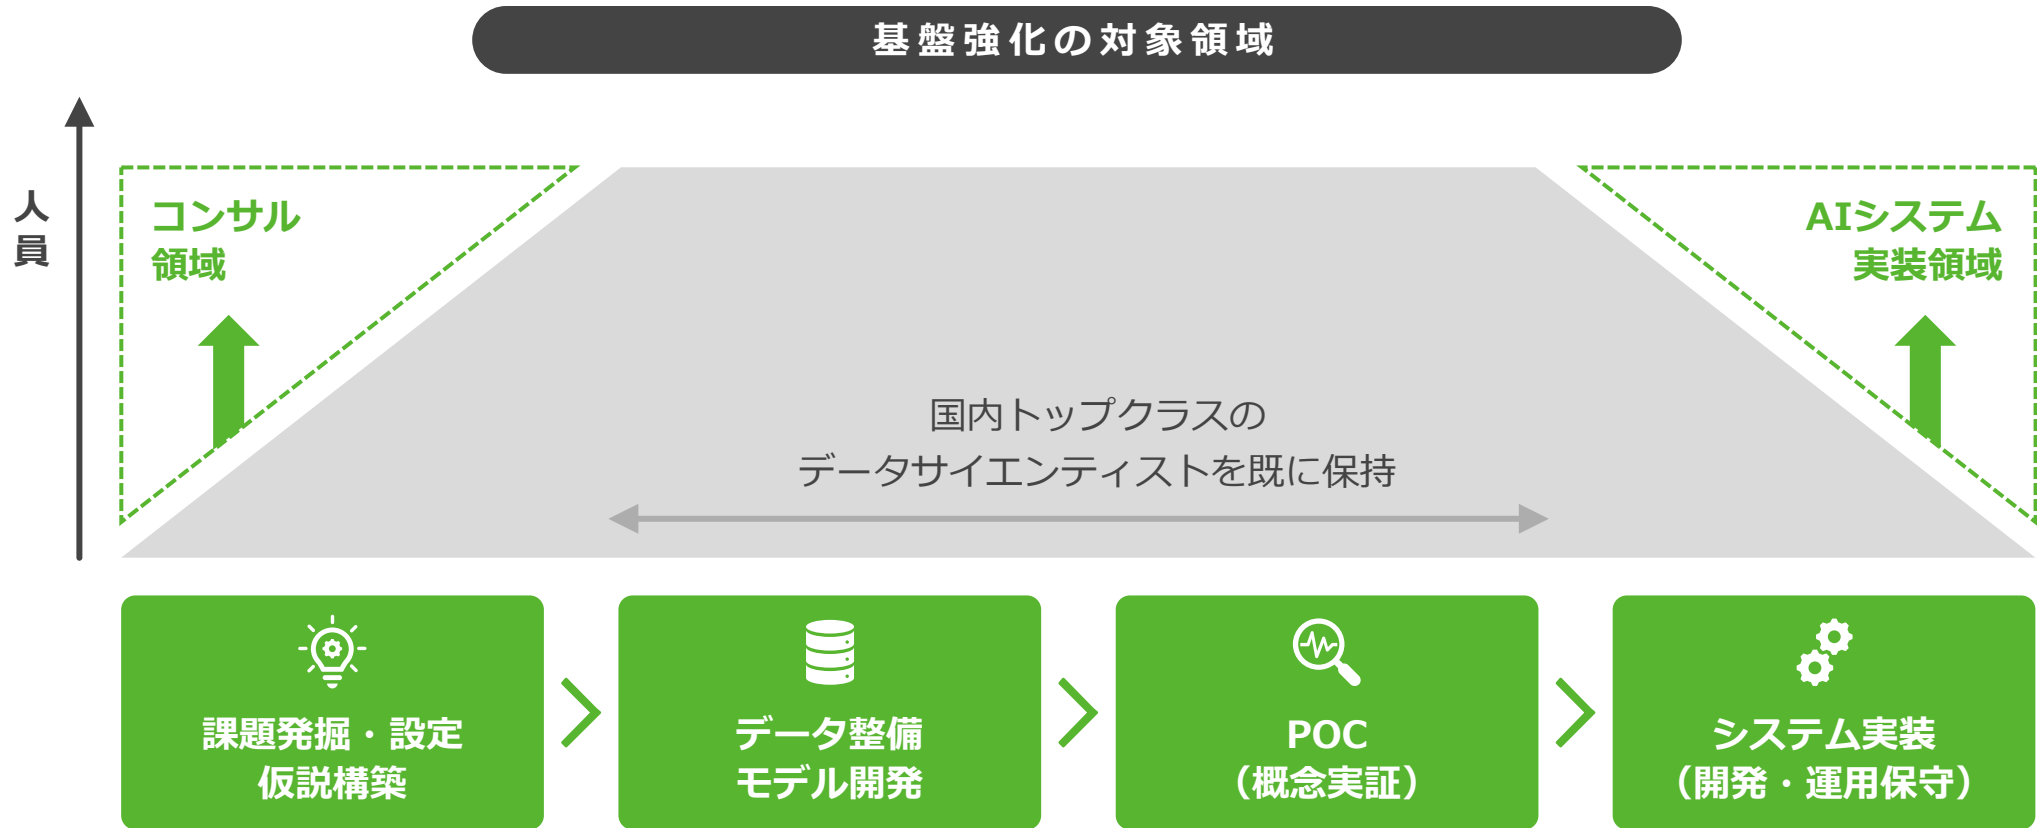 基盤強化の対象領域
人員
コンサル
領域
AIシステム
実装領域
国内トップクラスの
データサイエンティストを既に保持
課題発掘・設定
仮説構築
データ整備
モデル開発
POC
（概念実証）
システム実装
（開発・運用保守）